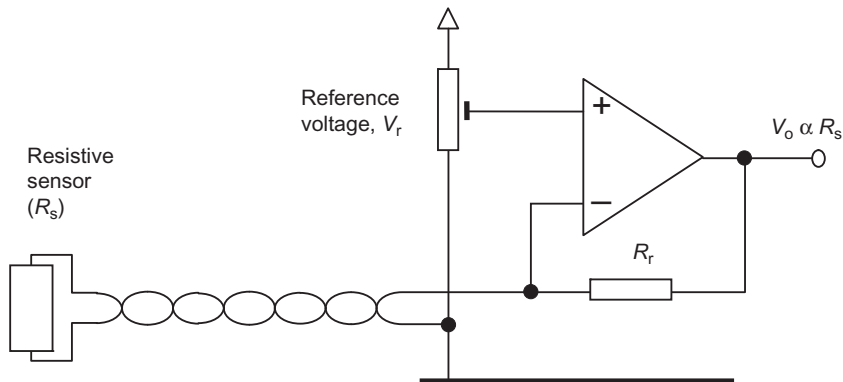 Reference
voltage, Vr
Resistive
sensor
(Rs)
+
−
Vo α Rs
Rr